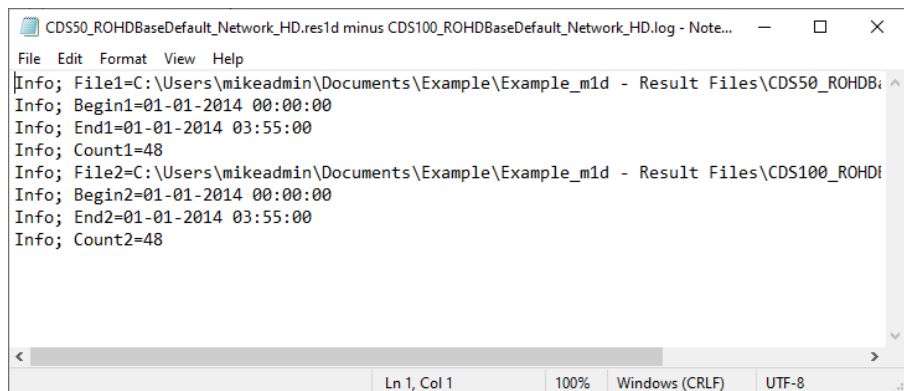 CDS50_ROHDBaseDefault_Network_HD.res1d minus CDS100_ROHDBaseDefault_Network_HD.log - Note...
File Edit Format View Help
Info; File1=C:\Users\mikeadmin\Documents\Example\Example_m1d - Result Files\CDS50_ROHDBa
Info; Begin1=01-01-2014 00:00:00
Info; End1=01-01-2014 03:55:00
Info; Count1=48
Info; File2=C:\Users\mikeadmin\Documents\Example\Example_m1d - Result Files\CDS100_ROHDE
Info; Begin2=01-01-2014 00:00:00
Info; End2=01-01-2014 03:55:00
Info; Count2=48
Ln 1, Col 1 100% Windows (CRLF) UTF-8